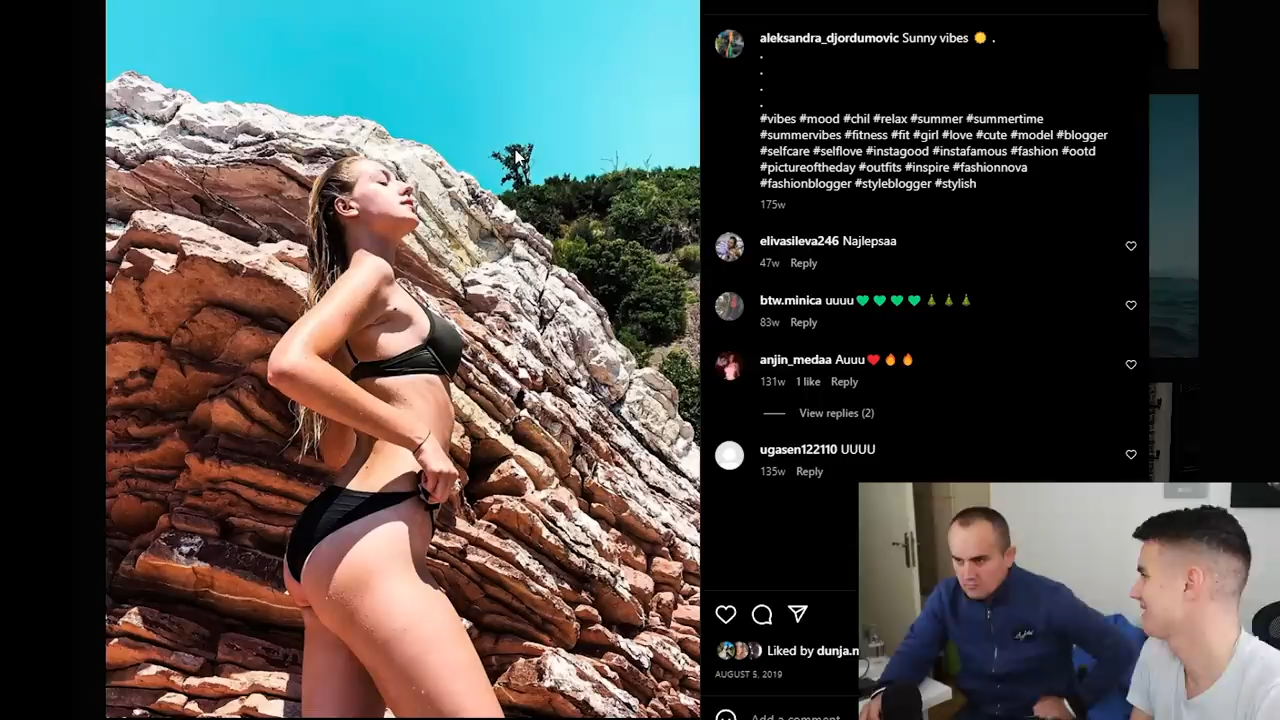 aleksandra_djordumovic Sunny vibes ☀️ .
.
.
.
.
#vibes #mood #chil #relax #summer #summertime
#summervibes #fitness #fit #girl #love #cute #model #blogger
#selfcare #selflove #instagood #instafamous #fashion #ootd
#pictureoftheday #outfits #inspire #fashionnova
#fashionblogger #styleblogger #stylish
175w
elivasileva246 Najlepsaa
47w Reply
btw.minica uuuu💚💚💚💚🎄🎄🎄
83w Reply
anjin_medaa Auuu❤️🔥🔥
131w 1 like Reply
View replies (2)
ugasen122110 UUUU
135w Reply
Liked by dunja.
AUGUST 5, 2019
Add a comment